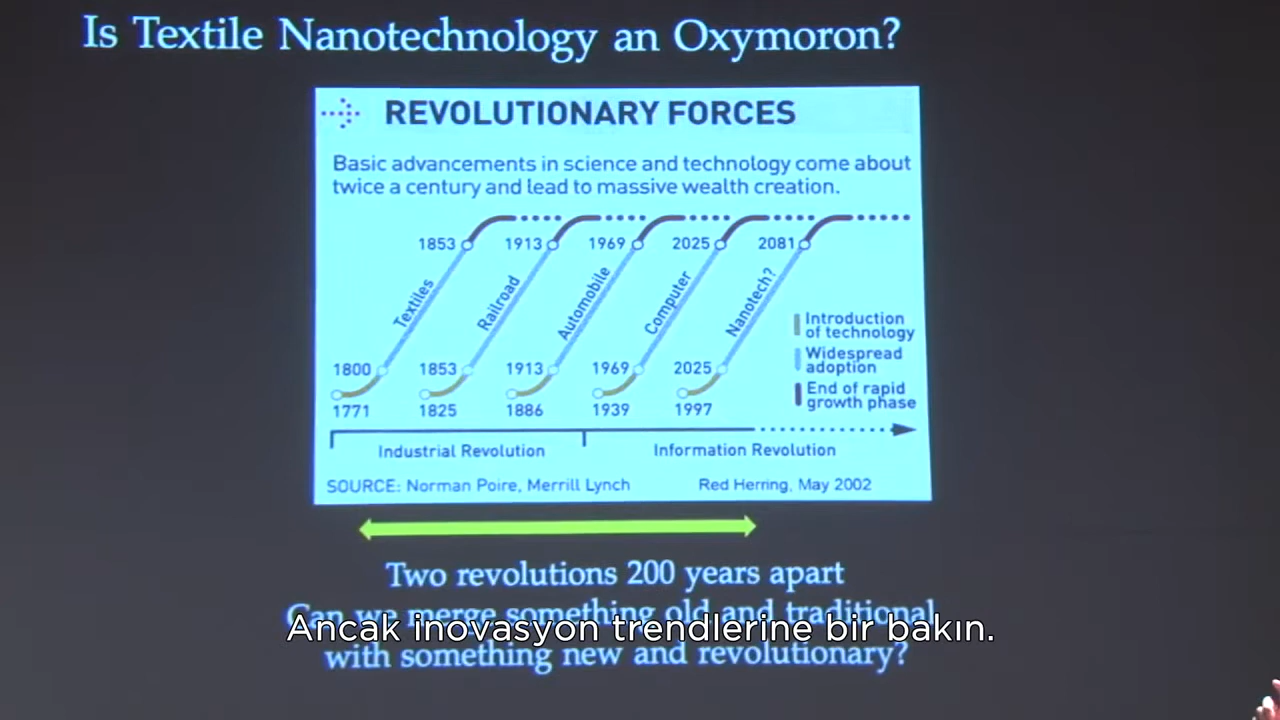 Is Textile Nanotechnology an Oxymoron?
REVOLUTIONARY FORCES
Basic advancements in science and technology come about
twice a century and lead to massive wealth creation.
1853 1913 1969 2025 2081
Textiles Railroad Automobile Computer Nanotech?
Introduction
of technology
Widespread
adoption
End of rapid
growth phase
1800 1853 1913 1969 2025
1771 1825 1886 1939 1997
Industrial Revolution Information Revolution
SOURCE: Norman Poire, Merrill Lynch Red Herring, May 2002
Two revolutions 200 years apart
Can we merge something old and traditional
Ancak inovasyon trendlerine bir bakın.
with something new and revolutionary?